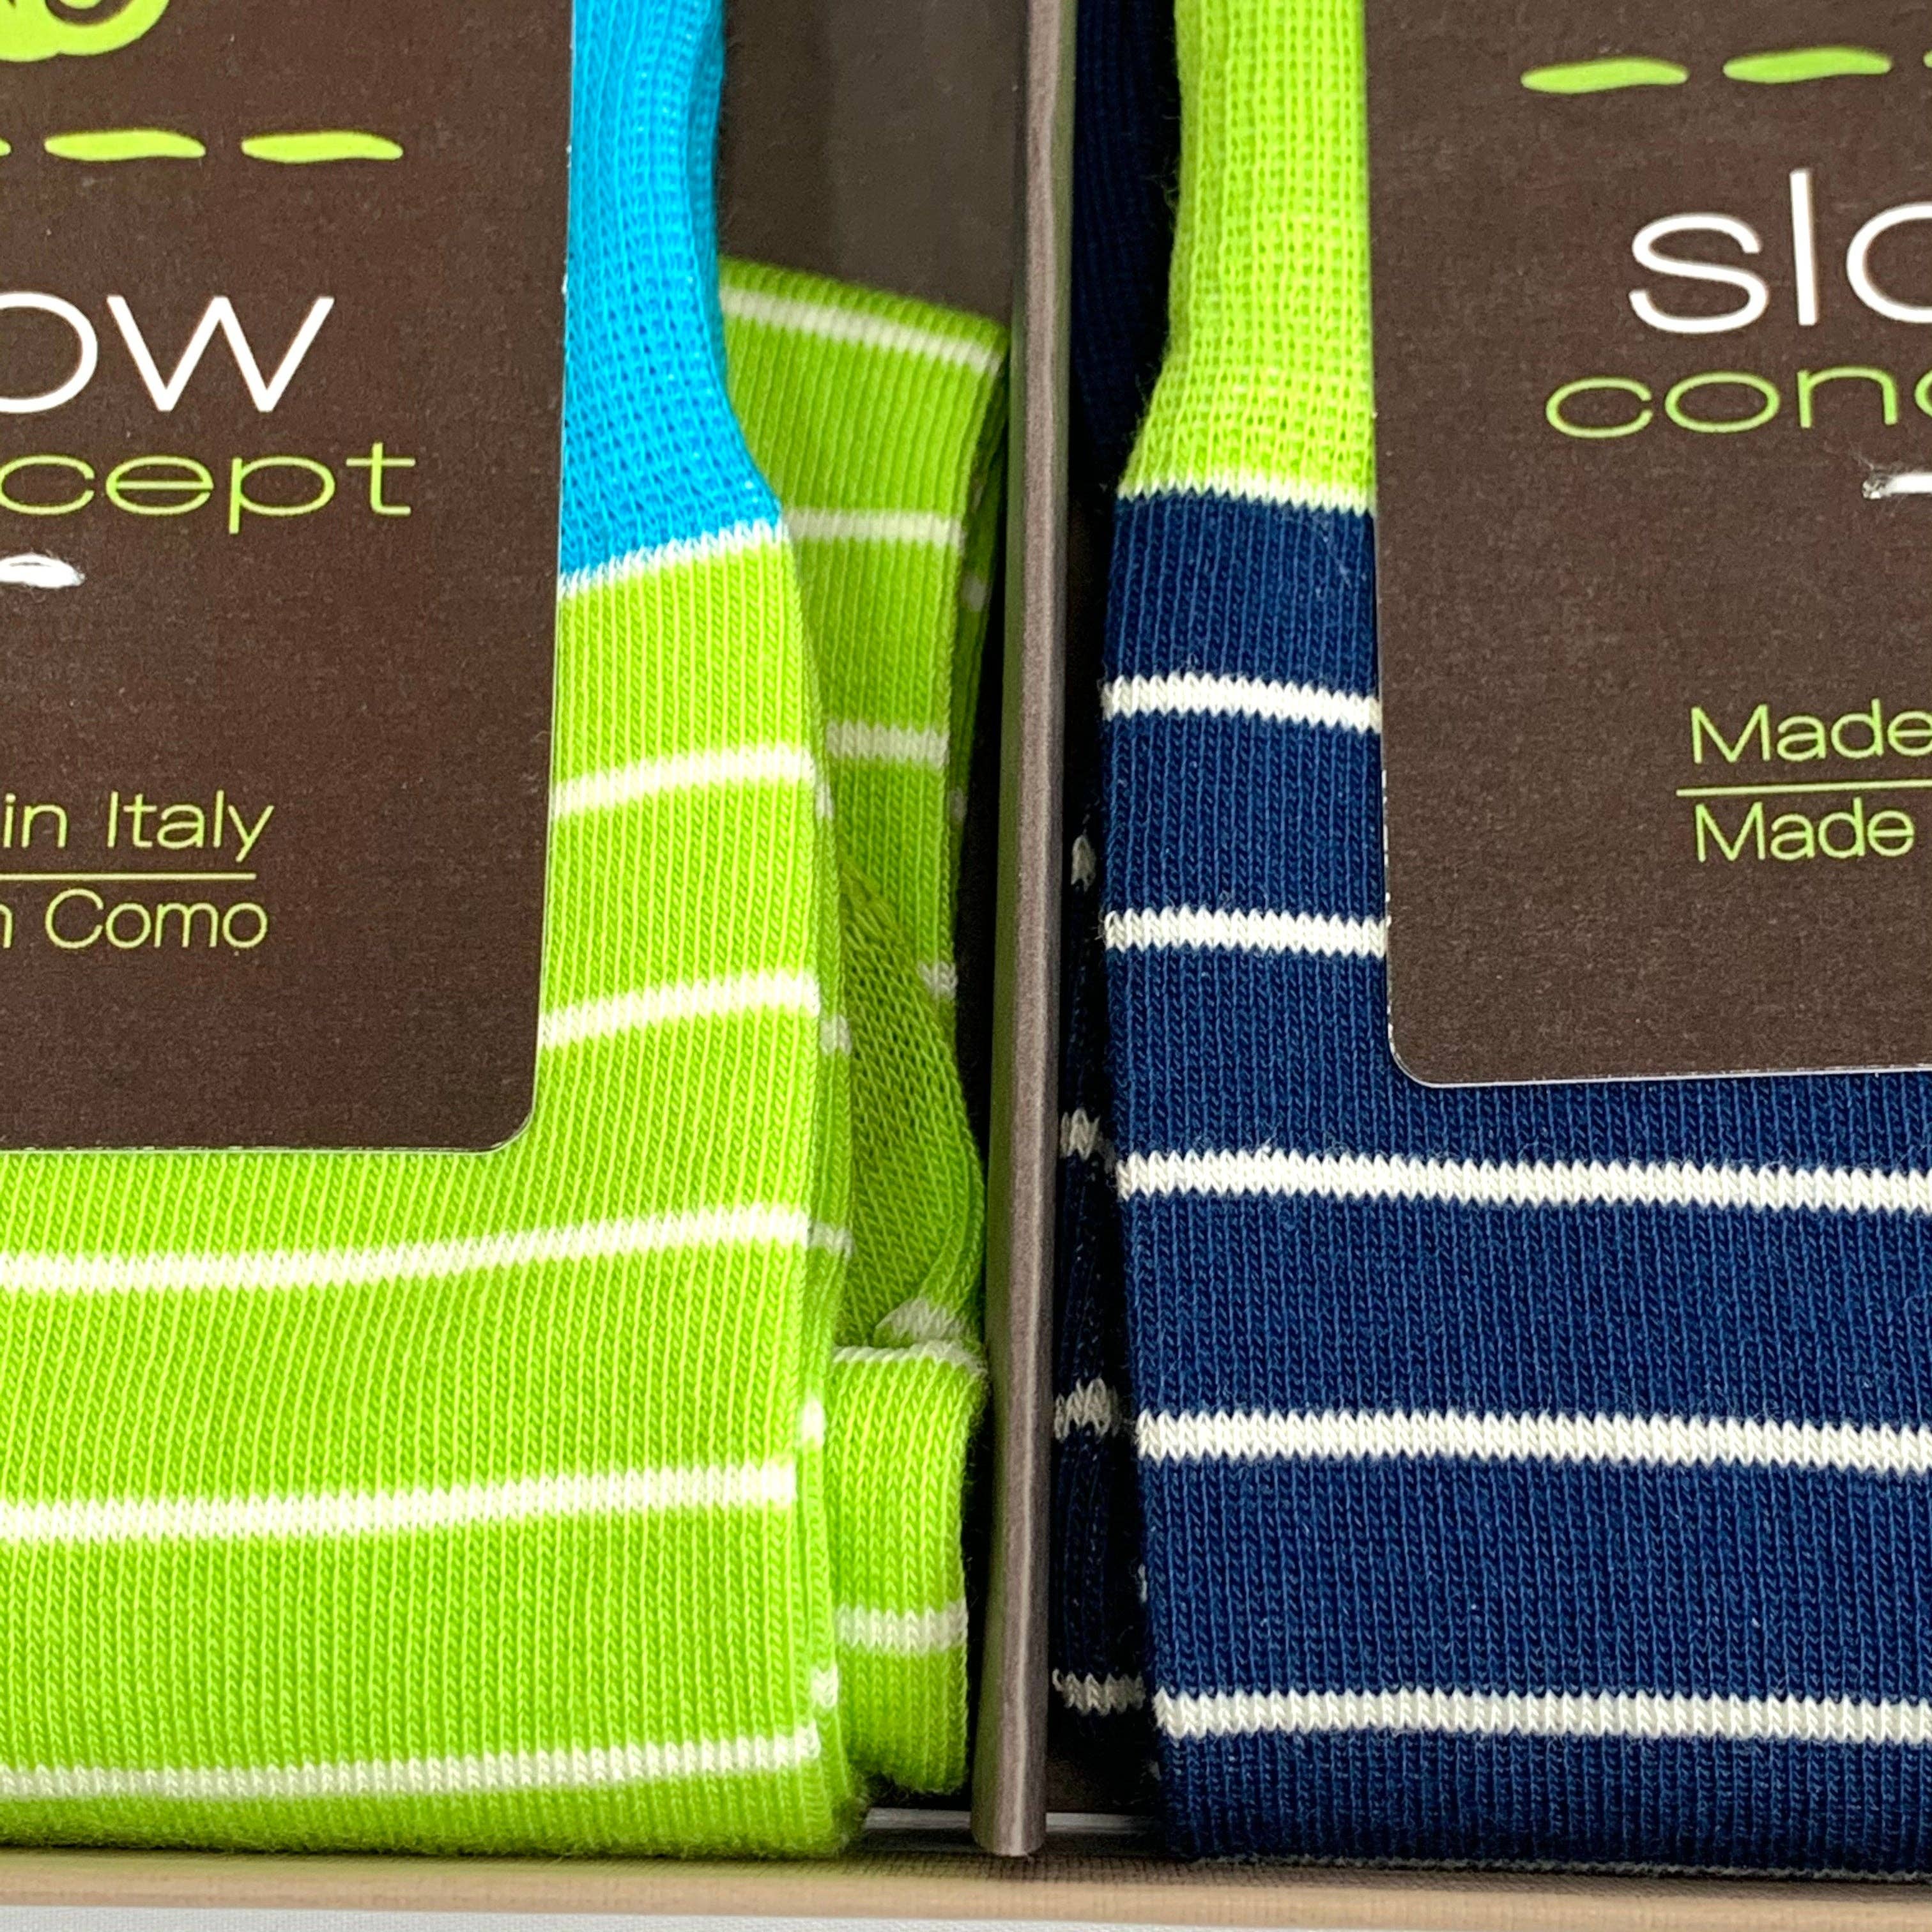 ow
cept
in Italy
n Como
slo
conc
Made
Made